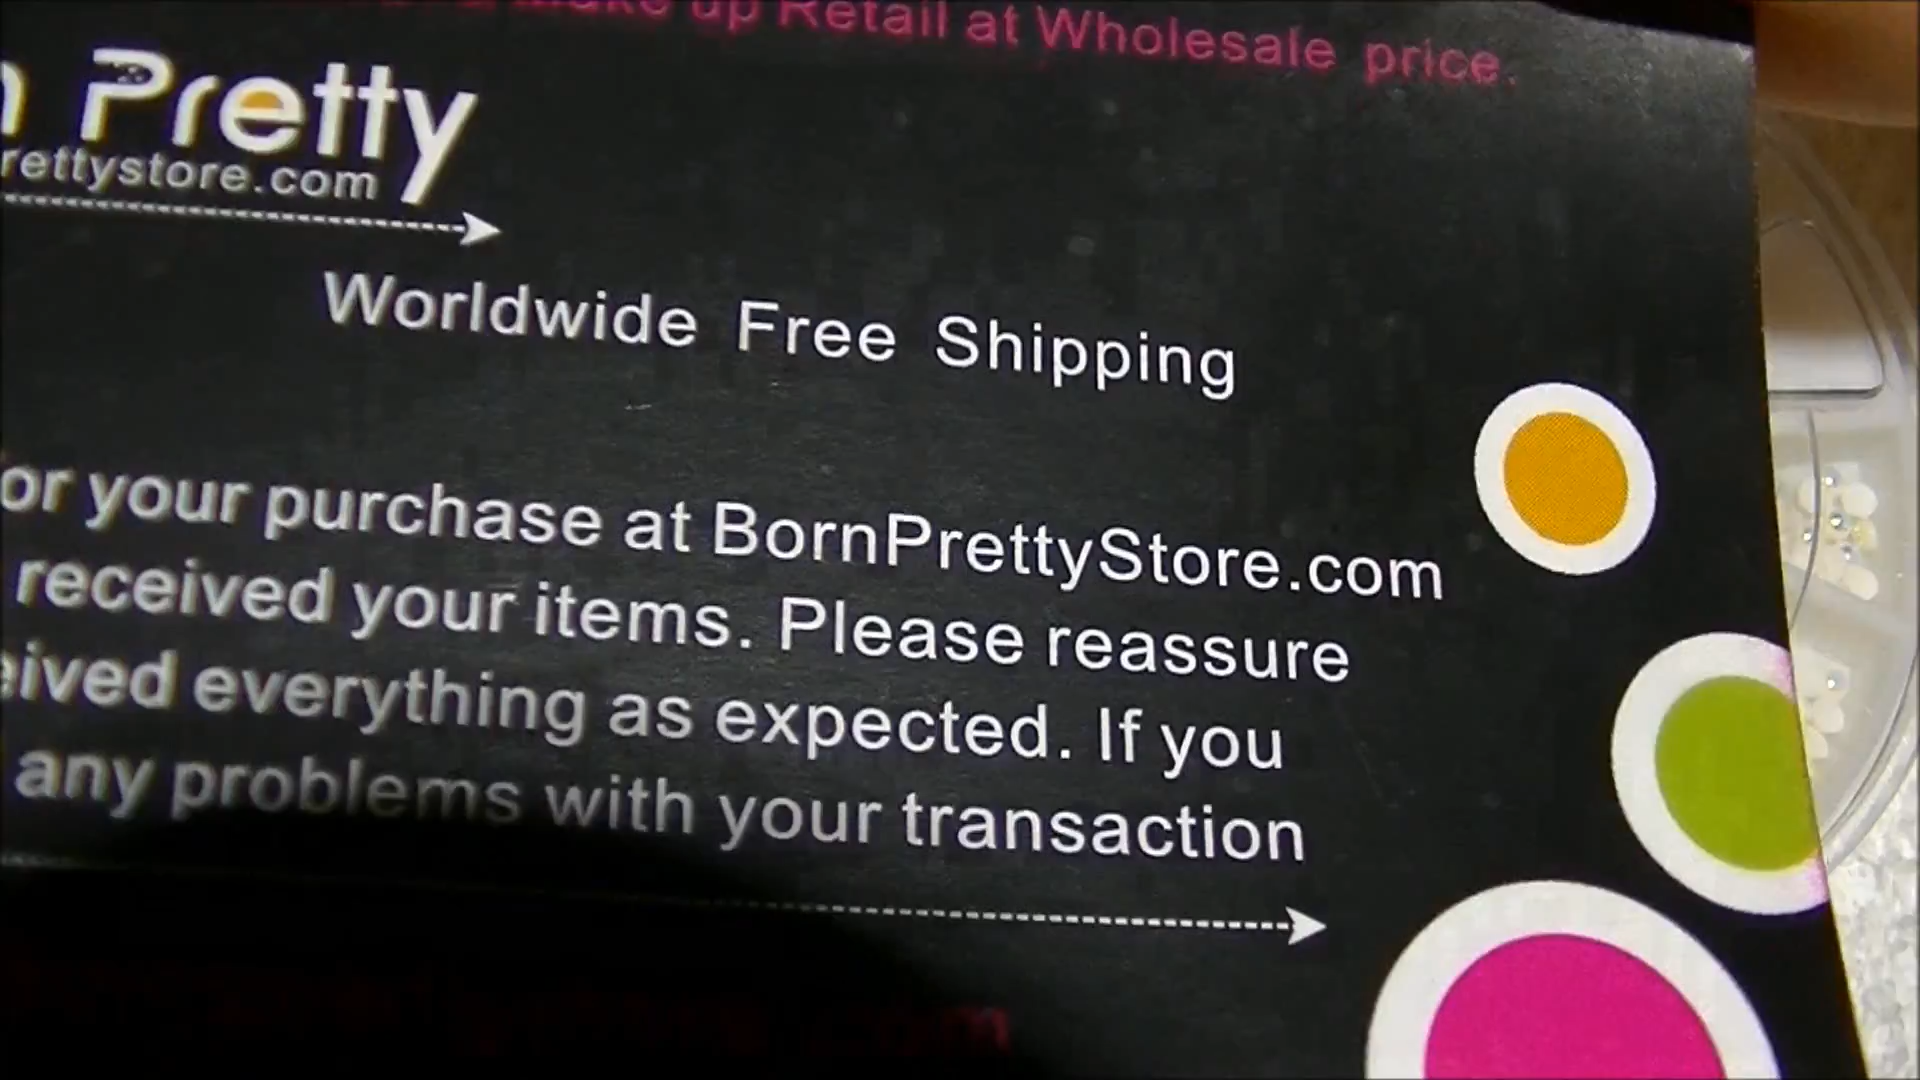 up Retail at Wholesale price.
Pretty
rettystore.com
Worldwide Free Shipping
or your purchase at BornPrettyStore.com
received your items. Please reassure
eived everything as expected. If you
any problems with your transaction